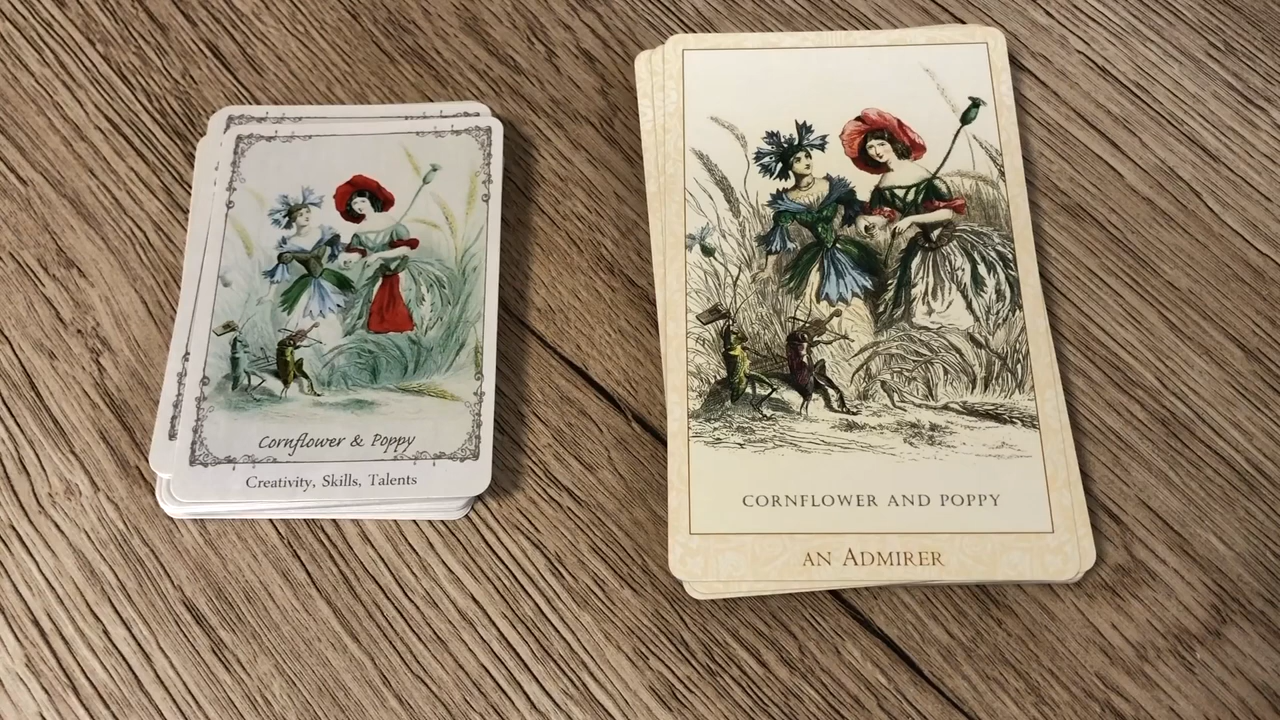 Cornflower & Poppy
Creativity, Skills, Talents
CORNFLOWER AND POPPY
AN ADMIRER